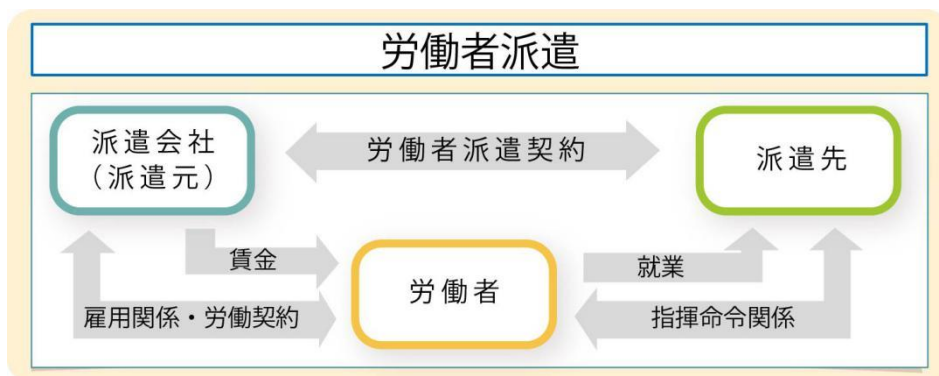 労働者派遣
派遣会社
（派遣元）
労働者派遣契約
派遣先
賃金
労働者
就業
雇用関係・労働契約
指揮命令関係